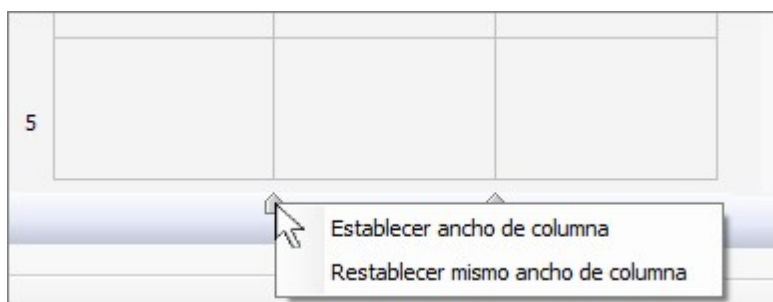 5
Establecer ancho de columna
Restablecer mismo ancho de columna